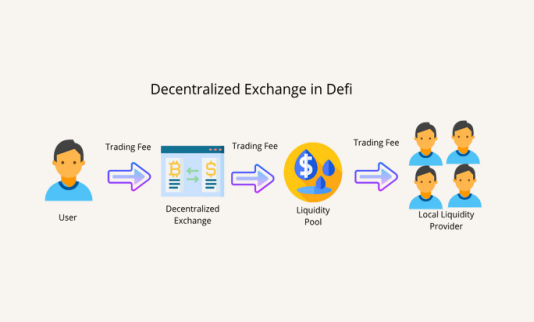 Decentralized Exchange in Defi
Trading Fee
Trading Fee
Trading Fee
User
Decentralized
Exchange
Liquidity
Pool
Local Liquidity
Provider